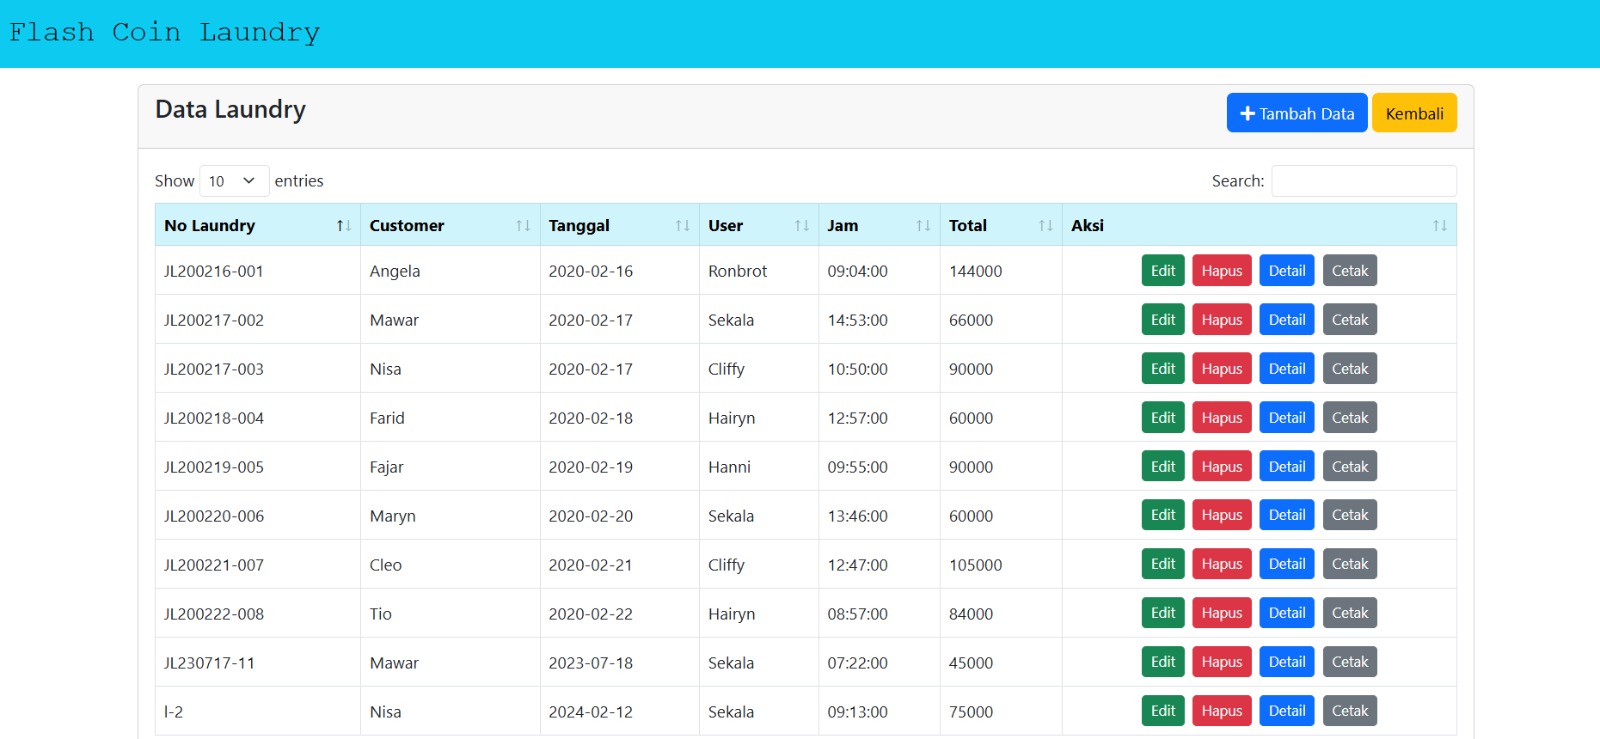 Flash Coin Laundry
Data Laundry
Tambah Data Kembali
Show 10 entries Search:
No Laundry Customer Tanggal User Jam Total Aksi
JL200216-001 Angela 2020-02-16 Ronbrot 09:04:00 144000 Edit Hapus Detail Cetak
JL200217-002 Mawar 2020-02-17 Sekala 14:53:00 66000 Edit Hapus Detail Cetak
JL200217-003 Nisa 2020-02-17 Cliffy 10:50:00 90000 Edit Hapus Detail Cetak
JL200218-004 Farid 2020-02-18 Hairyn 12:57:00 60000 Edit Hapus Detail Cetak
JL200219-005 Fajar 2020-02-19 Hanni 09:55:00 90000 Edit Hapus Detail Cetak
JL200220-006 Maryn 2020-02-20 Sekala 13:46:00 60000 Edit Hapus Detail Cetak
JL200221-007 Cleo 2020-02-21 Cliffy 12:47:00 105000 Edit Hapus Detail Cetak
JL200222-008 Tio 2020-02-22 Hairyn 08:57:00 84000 Edit Hapus Detail Cetak
JL230717-11 Mawar 2023-07-18 Sekala 07:22:00 45000 Edit Hapus Detail Cetak
l-2 Nisa 2024-02-12 Sekala 09:13:00 75000 Edit Hapus Detail Cetak